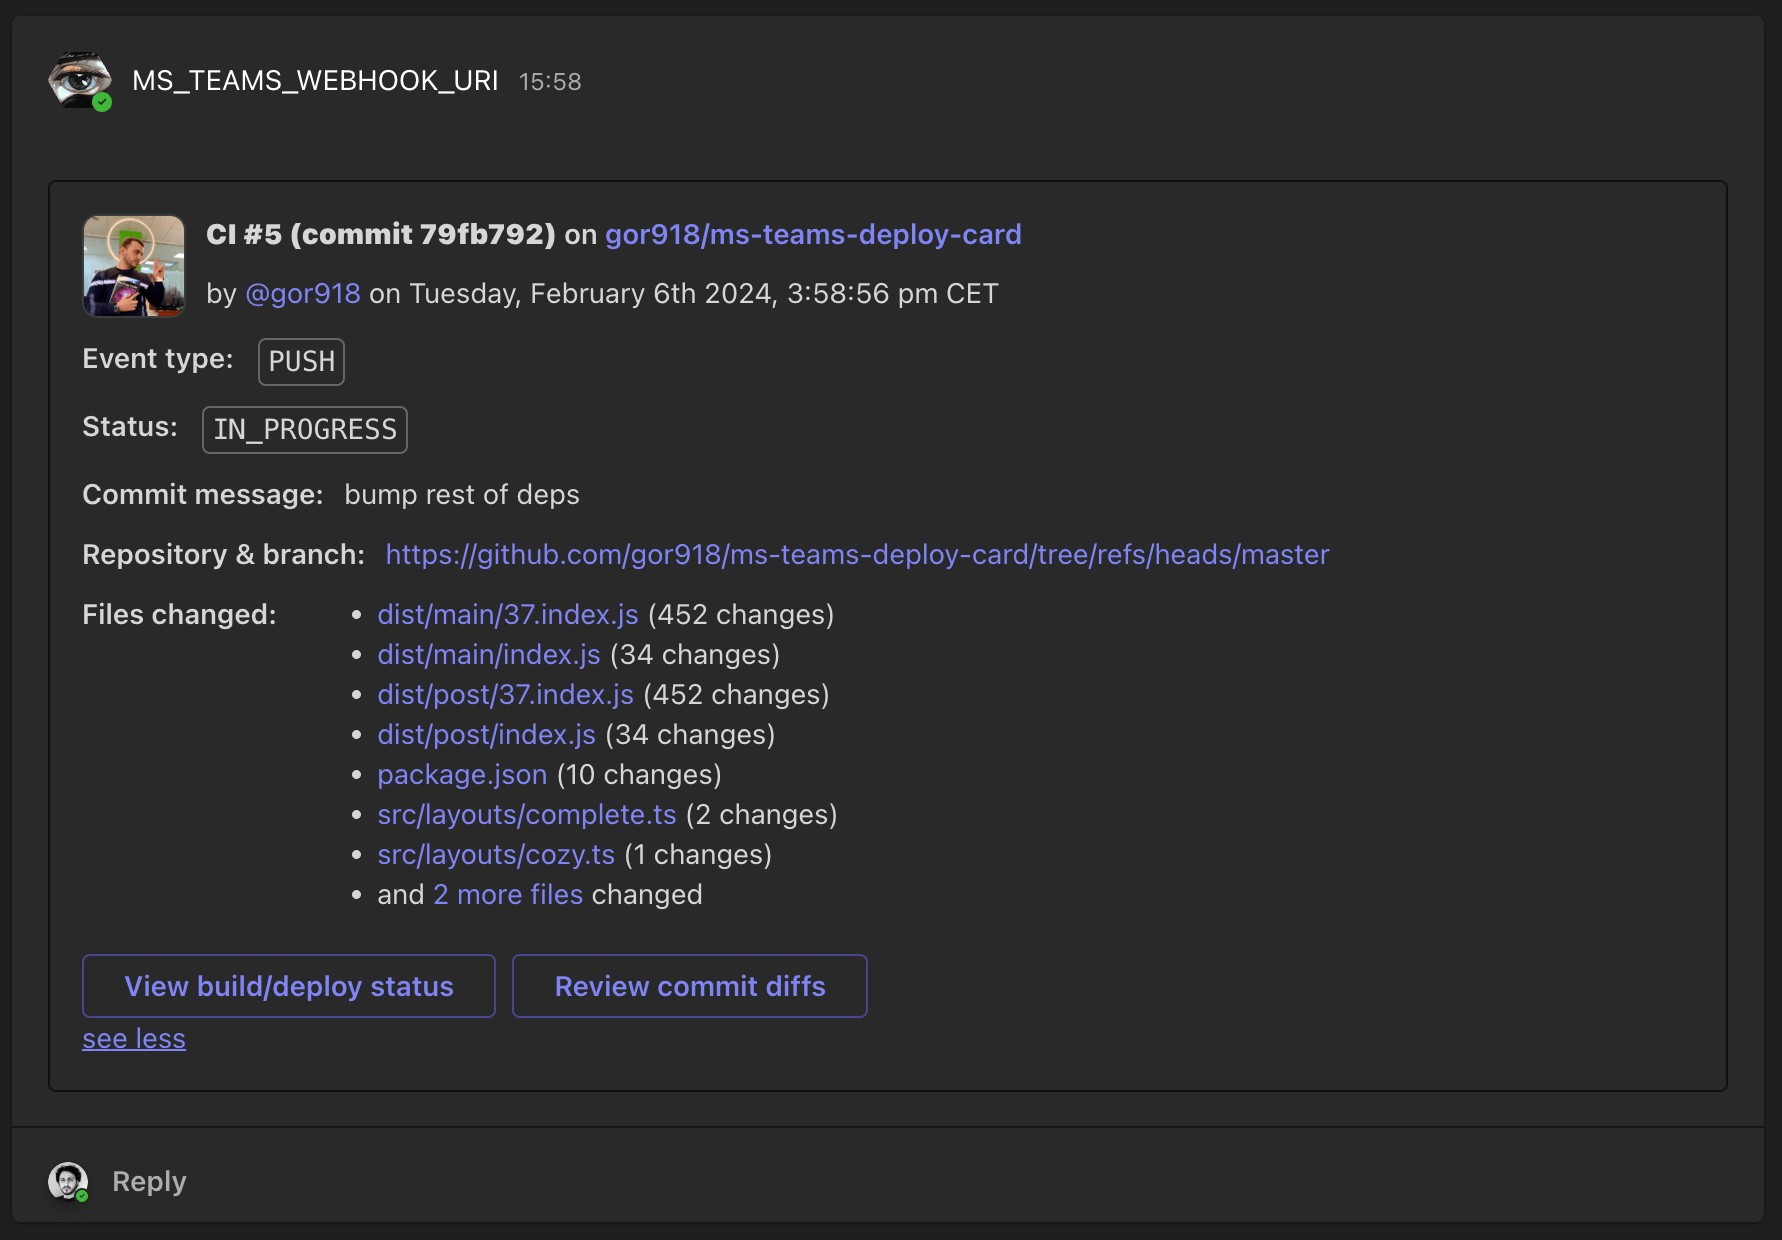 MS_TEAMS_WEBHOOK_URI 15:58
CI #5 (commit 79fb792) on gor918/ms-teams-deploy-card
by @gor918 on Tuesday, February 6th 2024, 3:58:56 pm CET
Event type: PUSH
Status: IN_PROGRESS
Commit message: bump rest of deps
Repository & branch: https://github.com/gor918/ms-teams-deploy-card/tree/refs/heads/master
Files changed:
• dist/main/37.index.js (452 changes)
• dist/main/index.js (34 changes)
• dist/post/37.index.js (452 changes)
• dist/post/index.js (34 changes)
• package.json (10 changes)
• src/layouts/complete.ts (2 changes)
• src/layouts/cozy.ts (1 changes)
• and 2 more files changed
View build/deploy status Review commit diffs
see less
Reply